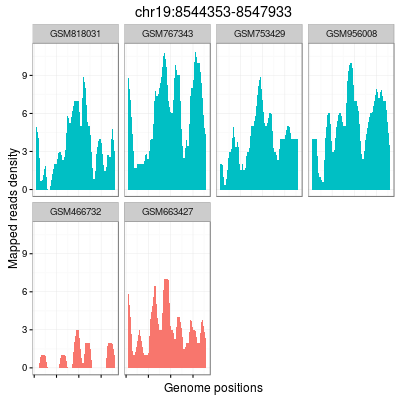 chr19:8544353-8547933
GSM818031 GSM767343 GSM753429 GSM956008
9
6
3
0
GSM466732 GSM663427
9
6
3
0
Mapped reads density
Genome positions